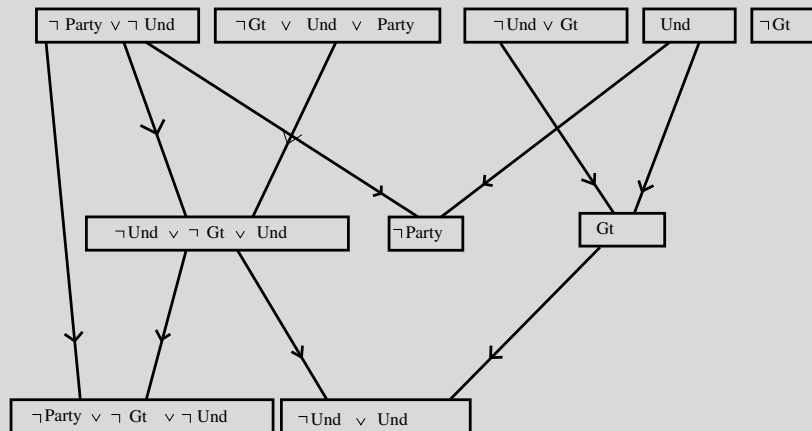 ¬ Party ∨ ¬ Und
¬Gt ∨ Und ∨ Party
¬Und ∨ Gt
Und
¬Gt
¬Und ∨ ¬ Gt ∨ Und
¬Party
Gt
¬Party ∨ ¬ Gt ∨ ¬ Und
¬Und ∨ Und